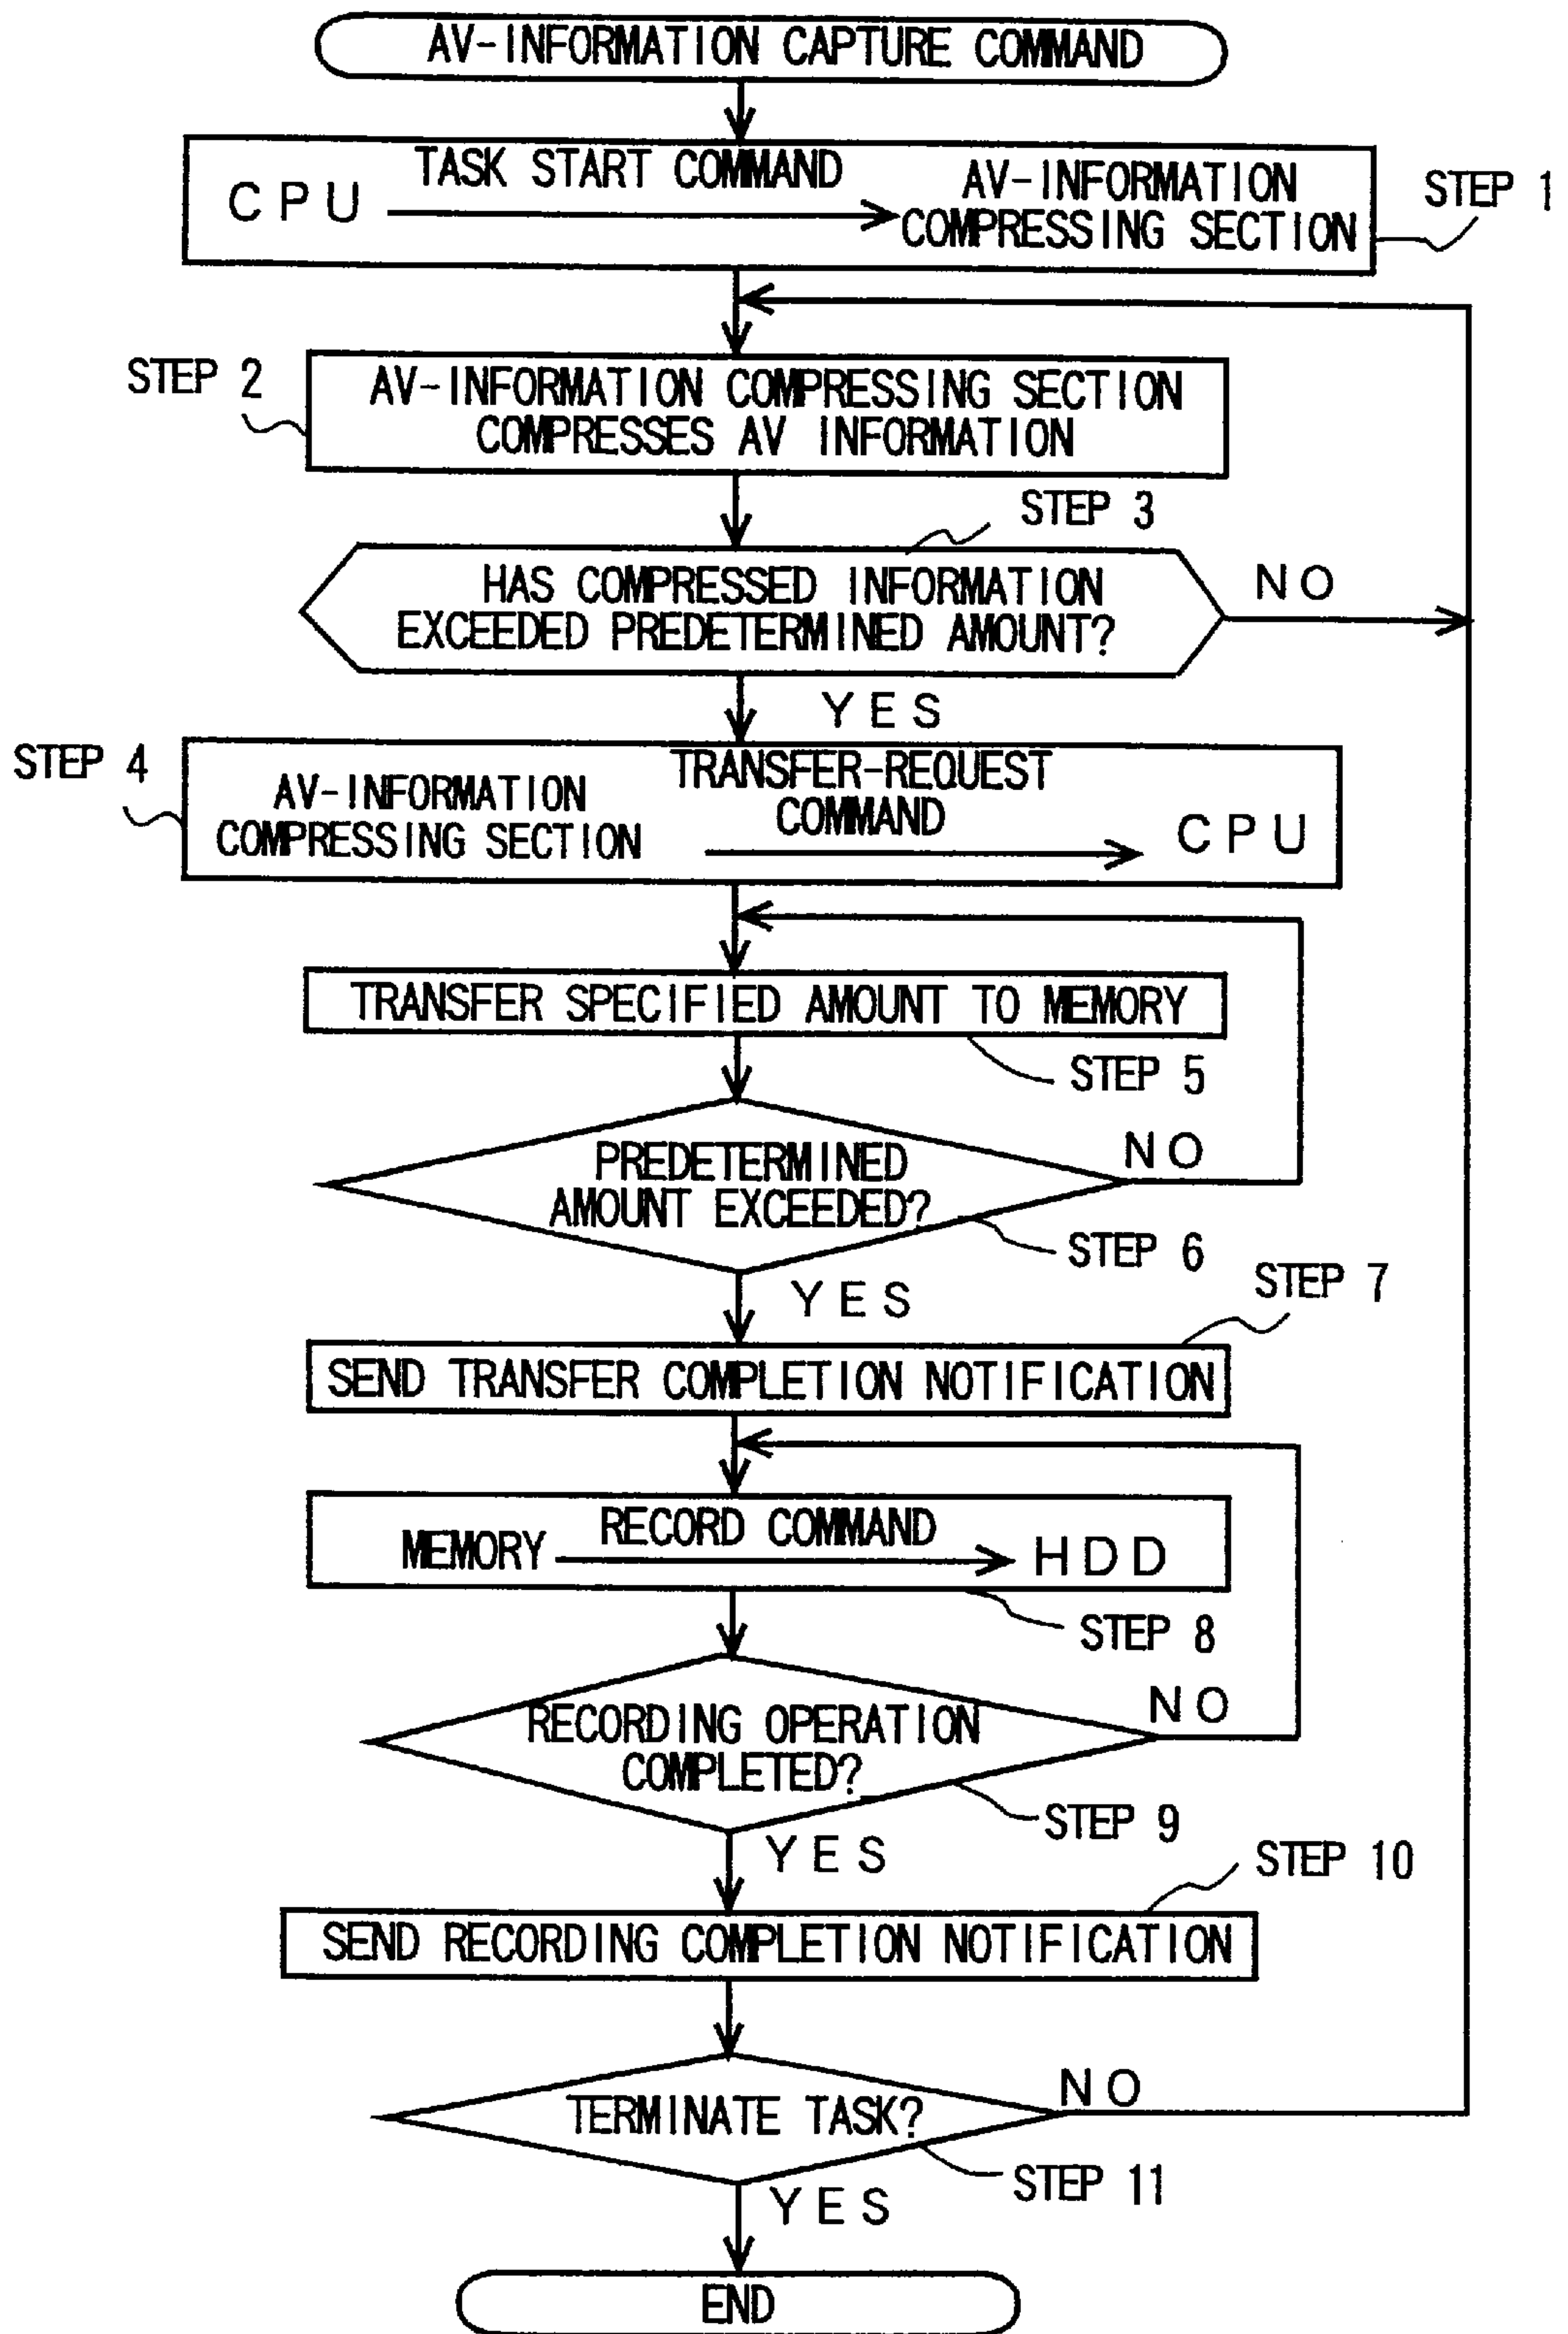 AV-INFORMATION CAPTURE COMMAND
TASK START COMMAND
CPU
AV-INFORMATION
COMPRESSING SECTION
STEP 1
STEP 2
AV-INFORMATION COMPRESSING SECTION
COMPRESSES AV INFORMATION
STEP 3
HAS COMPRESSED INFORMATION
EXCEEDED PREDETERMINED AMOUNT?
NO
YES
STEP 4
AV-INFORMATION
COMPRESSING SECTION
TRANSFER-REQUEST
COMMAND
CPU
TRANSFER SPECIFIED AMOUNT TO MEMORY
STEP 5
PREDETERMINED
AMOUNT EXCEEDED?
NO
STEP 6
YES
STEP 7
SEND TRANSFER COMPLETION NOTIFICATION
RECORD COMMAND
MEMORY
HDD
STEP 8
RECORDING OPERATION
COMPLETED?
NO
STEP 9
YES
STEP 10
SEND RECORDING COMPLETION NOTIFICATION
TERMINATE TASK?
NO
STEP 11
YES
END